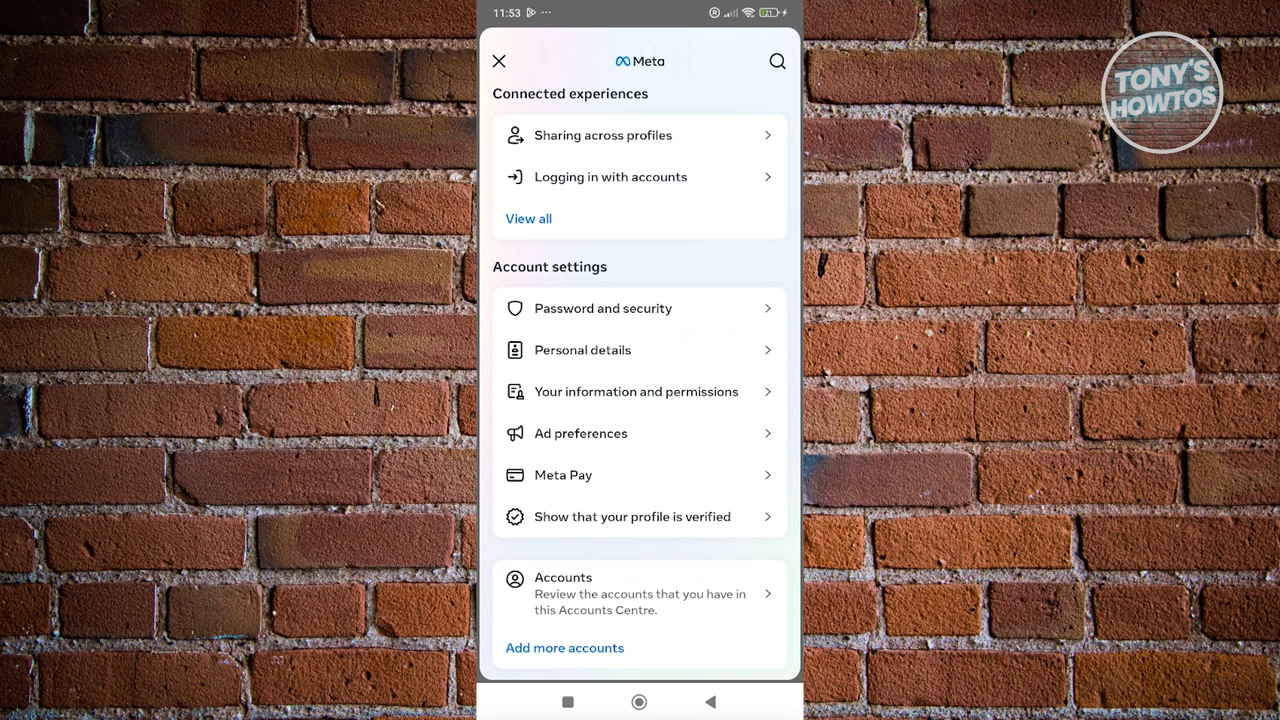 11:53
21
TONY'S
HOWTOS
Meta
Connected experiences
Sharing across profiles
Logging in with accounts
View all
Account settings
Password and security
Personal details
Your information and permissions
Ad preferences
Meta Pay
Show that your profile is verified
Accounts
Review the accounts that you have in
this Accounts Centre.
Add more accounts